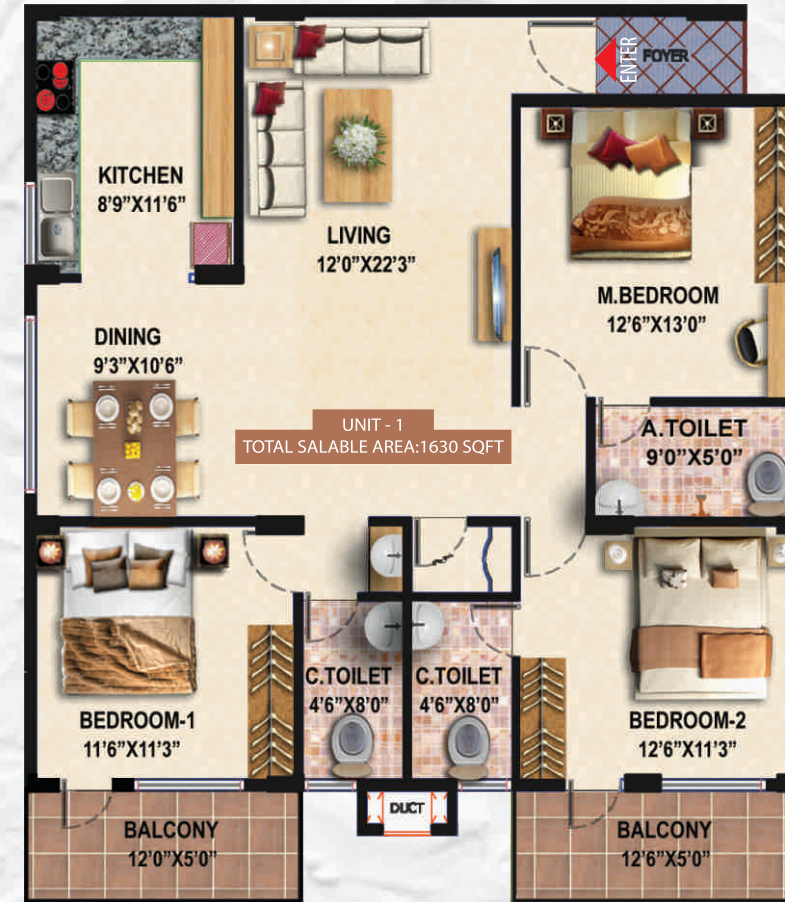 ENTER
FOYER
KITCHEN
8'9"X11'6"
LIVING
12'0"X22'3"
M.BEDROOM
12'6"X13'0"
DINING
9'3"X10'6"
UNIT - 1
TOTAL SALABLE AREA:1630 SQFT
A.TOILET
9'0"X5'0"
C.TOILET
4'6"X8'0"
C.TOILET
4'6"X8'0"
BEDROOM-1
11'6"X11'3"
BEDROOM-2
12'6"X11'3"
DUCT
BALCONY
12'0"X5'0"
BALCONY
12'6"X5'0"